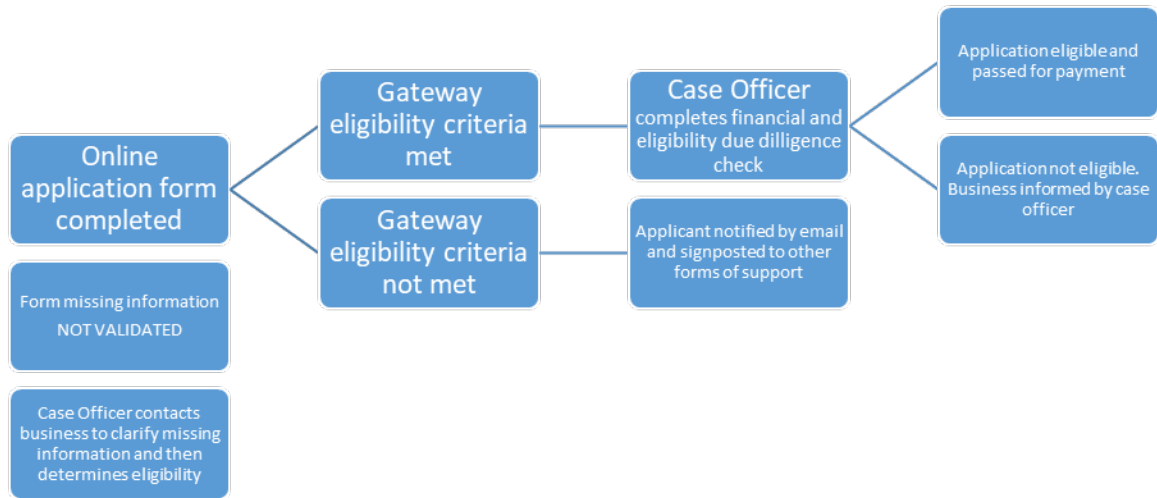 Online
application form
completed
Form missing information
NOT VALIDATED
Case Officer contacts
business to clarify missing
information and then
determines eligibility
Gateway
eligibility criteria
met
Gateway
eligibility criteria
not met
Case Officer
completes financial and
eligibility due dilligence
check
Applicant notified by email
and signposted to other
forms of support
Application eligible and
passed for payment
Application not eligible.
Business informed by case
officer